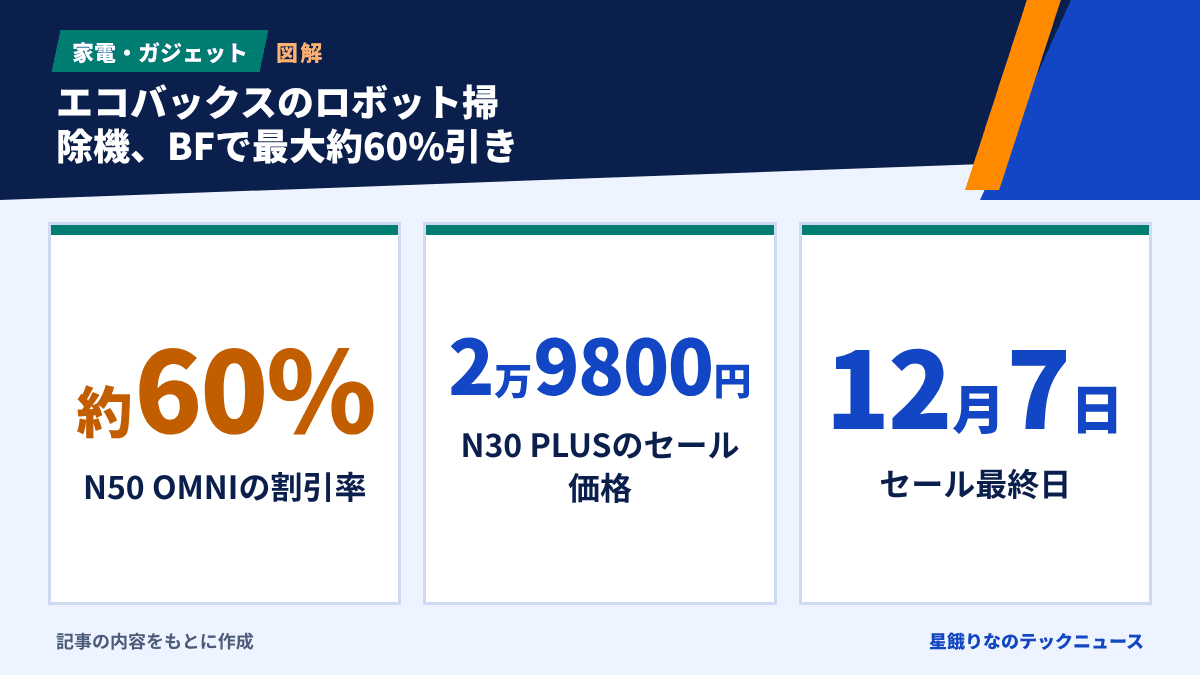 家電・ガジェット 図解
エコバックスのロボット掃
除機、BFで最大約60%引き
約60%
N50 OMNIの割引率
2万9800円
N30 PLUSのセール
価格
12月7日
セール最終日
記事の内容をもとに作成
星餓りなのテックニュース